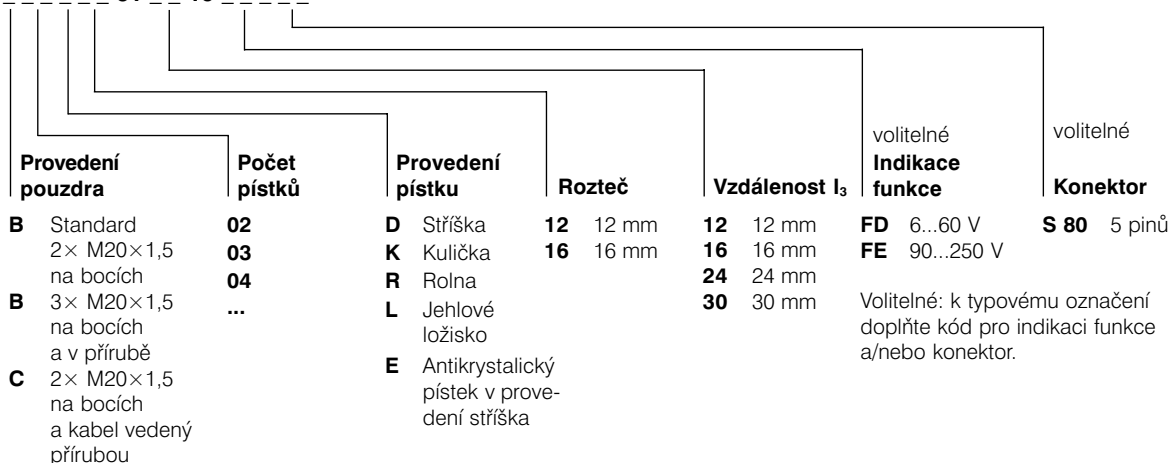 volitelné
volitelné
Provedení pouzdra
B Standard
2× M20×1,5
na bocích
B 3× M20×1,5
na bocích
a v přírubě
C 2× M20×1,5
na bocích
a kabel vedený
přírubou
Počet pístků
02
03
04
...
Provedení pístku
D Stříška
K Kulička
R Rolna
L Jehlové
ložisko
E Antikrystalický
pístek v prove-
dení stříška
Rozteč
12 12 mm
16 16 mm
Vzdálenost l₃
12 12 mm
16 16 mm
24 24 mm
30 30 mm
Indikace funkce
FD 6...60 V
FE 90...250 V
Volitelné: k typovému označení
doplňte kód pro indikaci funkce
a/nebo konektor.
Konektor
S 80 5 pinů